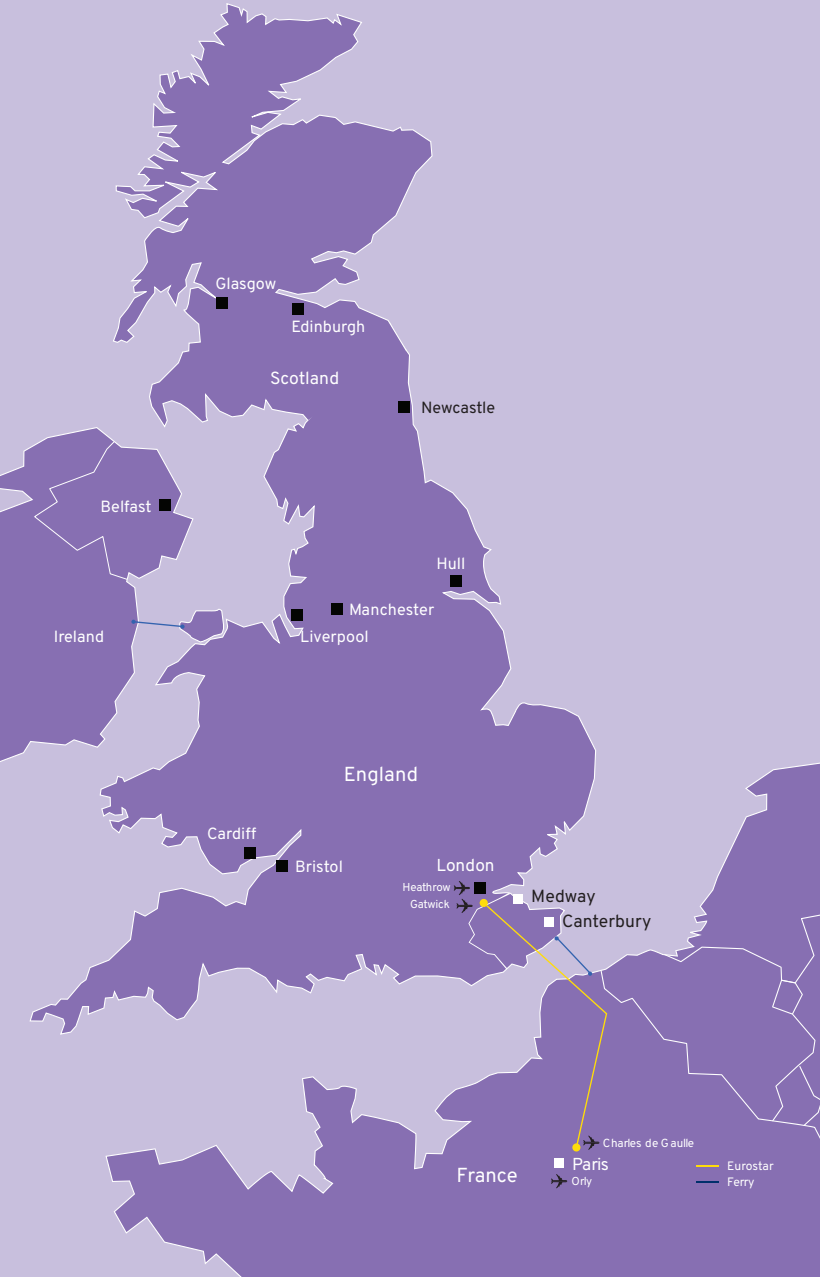 Glasgow
Edinburgh
Scotland
Newcastle
Belfast
Hull
Manchester
Liverpool
Ireland
England
Cardiff
Bristol
London
Heathrow
Gatwick
Medway
Canterbury
Charles de Gaulle
Paris
Orly
France
Eurostar
Ferry